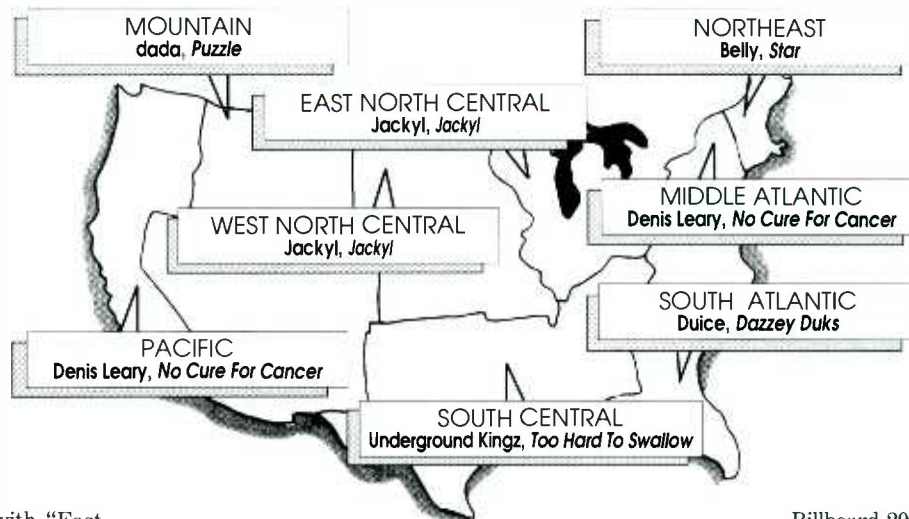 MOUNTAIN
dada, Puzzle
NORTHEAST
Belly, Star
EAST NORTH CENTRAL
Jackyl, Jackyl
MIDDLE ATLANTIC
Denis Leary, No Cure For Cancer
WEST NORTH CENTRAL
Jackyl, Jackyl
SOUTH ATLANTIC
Duice, Dazzey Duks
PACIFIC
Denis Leary, No Cure For Cancer
SOUTH CENTRAL
Underground Kingz, Too Hard To Swallow